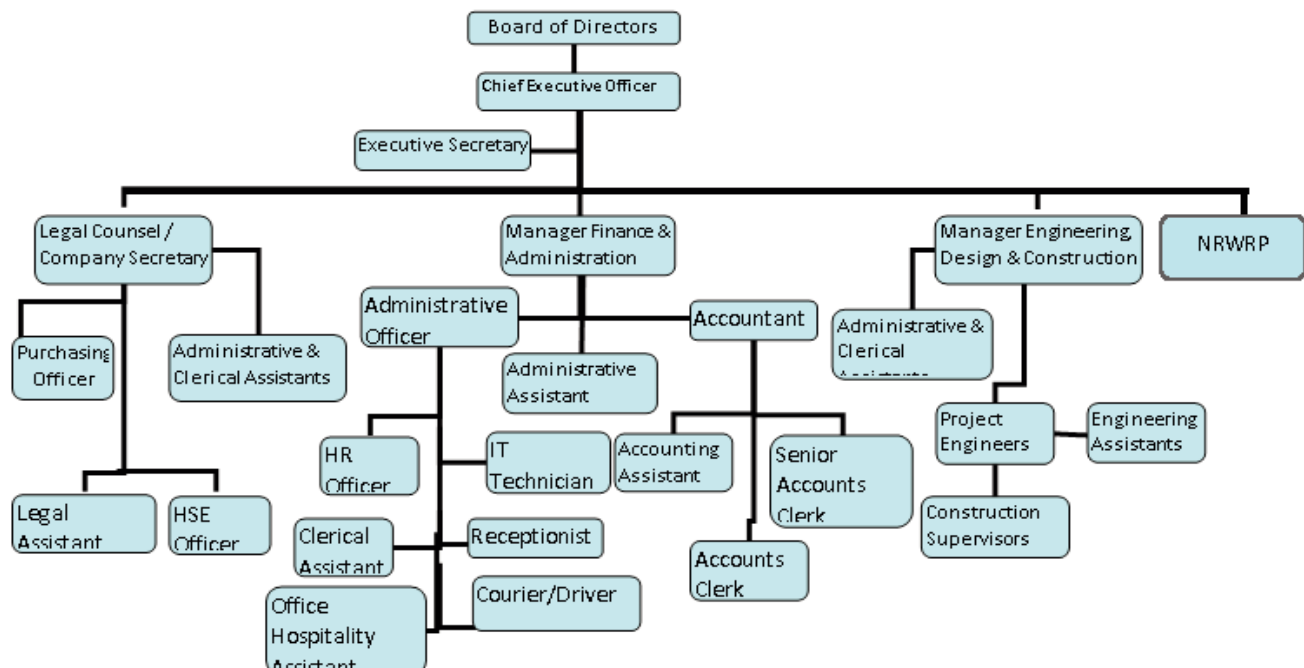 Board of Directors
Chief Executive Officer
Executive Secretary
Legal Counsel /
Company Secretary
Manager Finance &
Administration
Manager Engineering,
Design & Construction
NRWRP
Purchasing
Officer
Administrative &
Clerical Assistants
Administrative
Officer
Administrative
Assistant
Accountant
Administrative &
Clerical
Assistants
Legal
Assistant
HSE
Officer
HR
Officer
IT
Technician
Clerical
Assistant
Receptionist
Office
Hospitality
Assistant
Courier/Driver
Accounting
Assistant
Senior
Accounts
Clerk
Accounts
Clerk
Project
Engineers
Engineering
Assistants
Construction
Supervisors